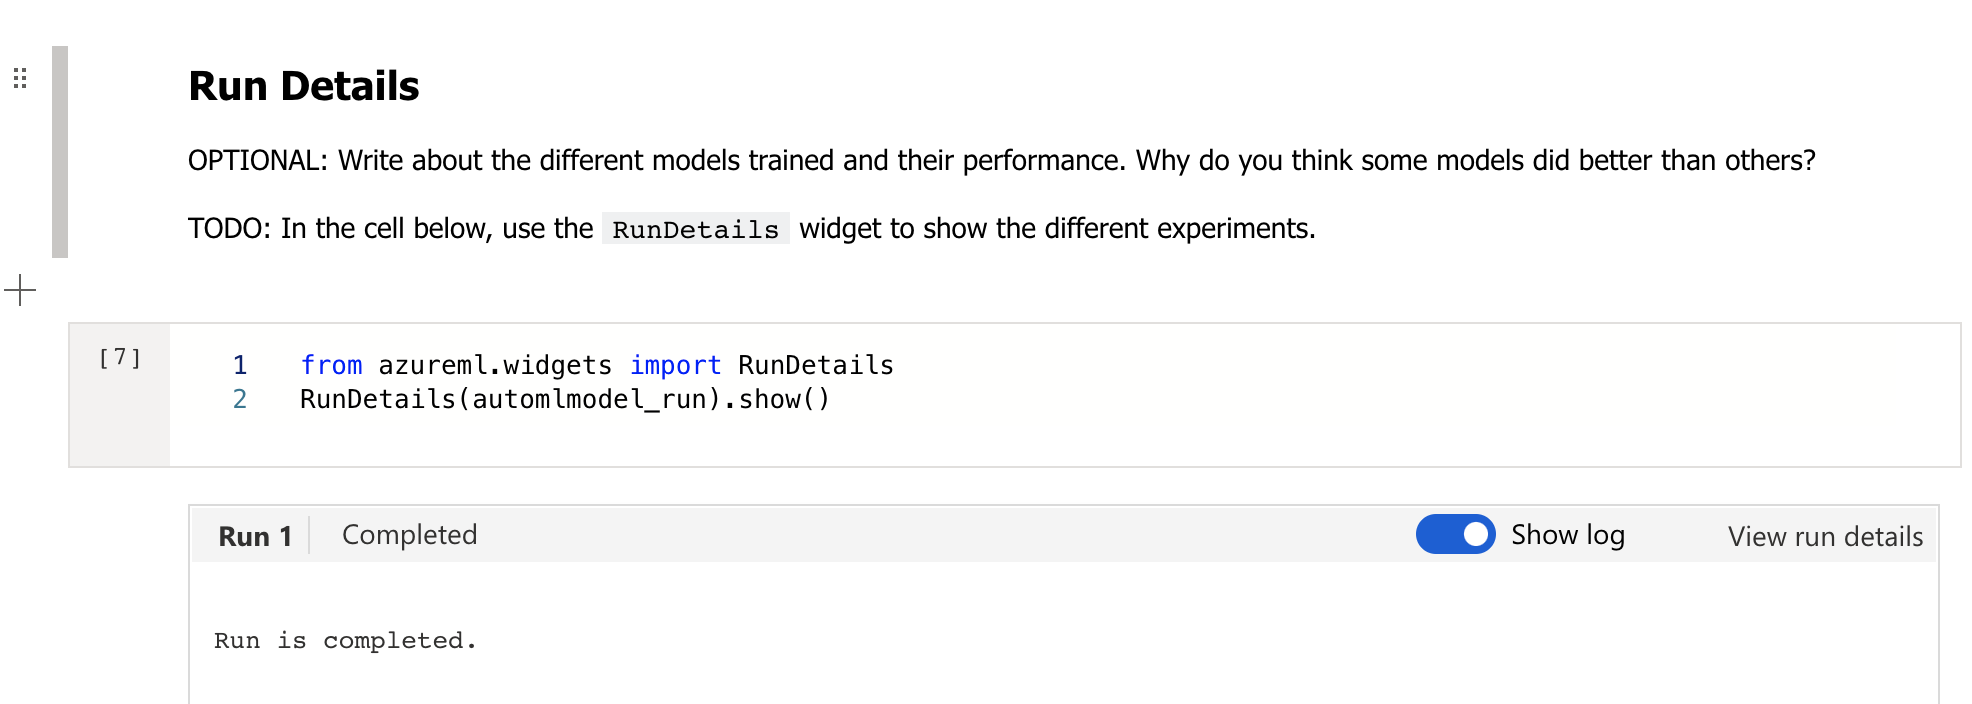 Run Details
OPTIONAL: Write about the different models trained and their performance. Why do you think some models did better than others?
TODO: In the cell below, use the RunDetails widget to show the different experiments.
[7]
1 from azureml.widgets import RunDetails
2 RunDetails(automlmodel_run).show()
Run 1 Completed Show log View run details
Run is completed.